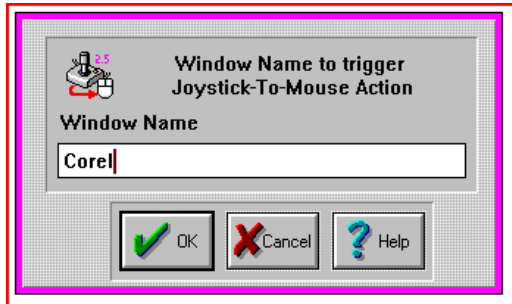 2.5
Window Name to trigger
Joystick-To-Mouse Action
Window Name
Corel
OK Cancel Help